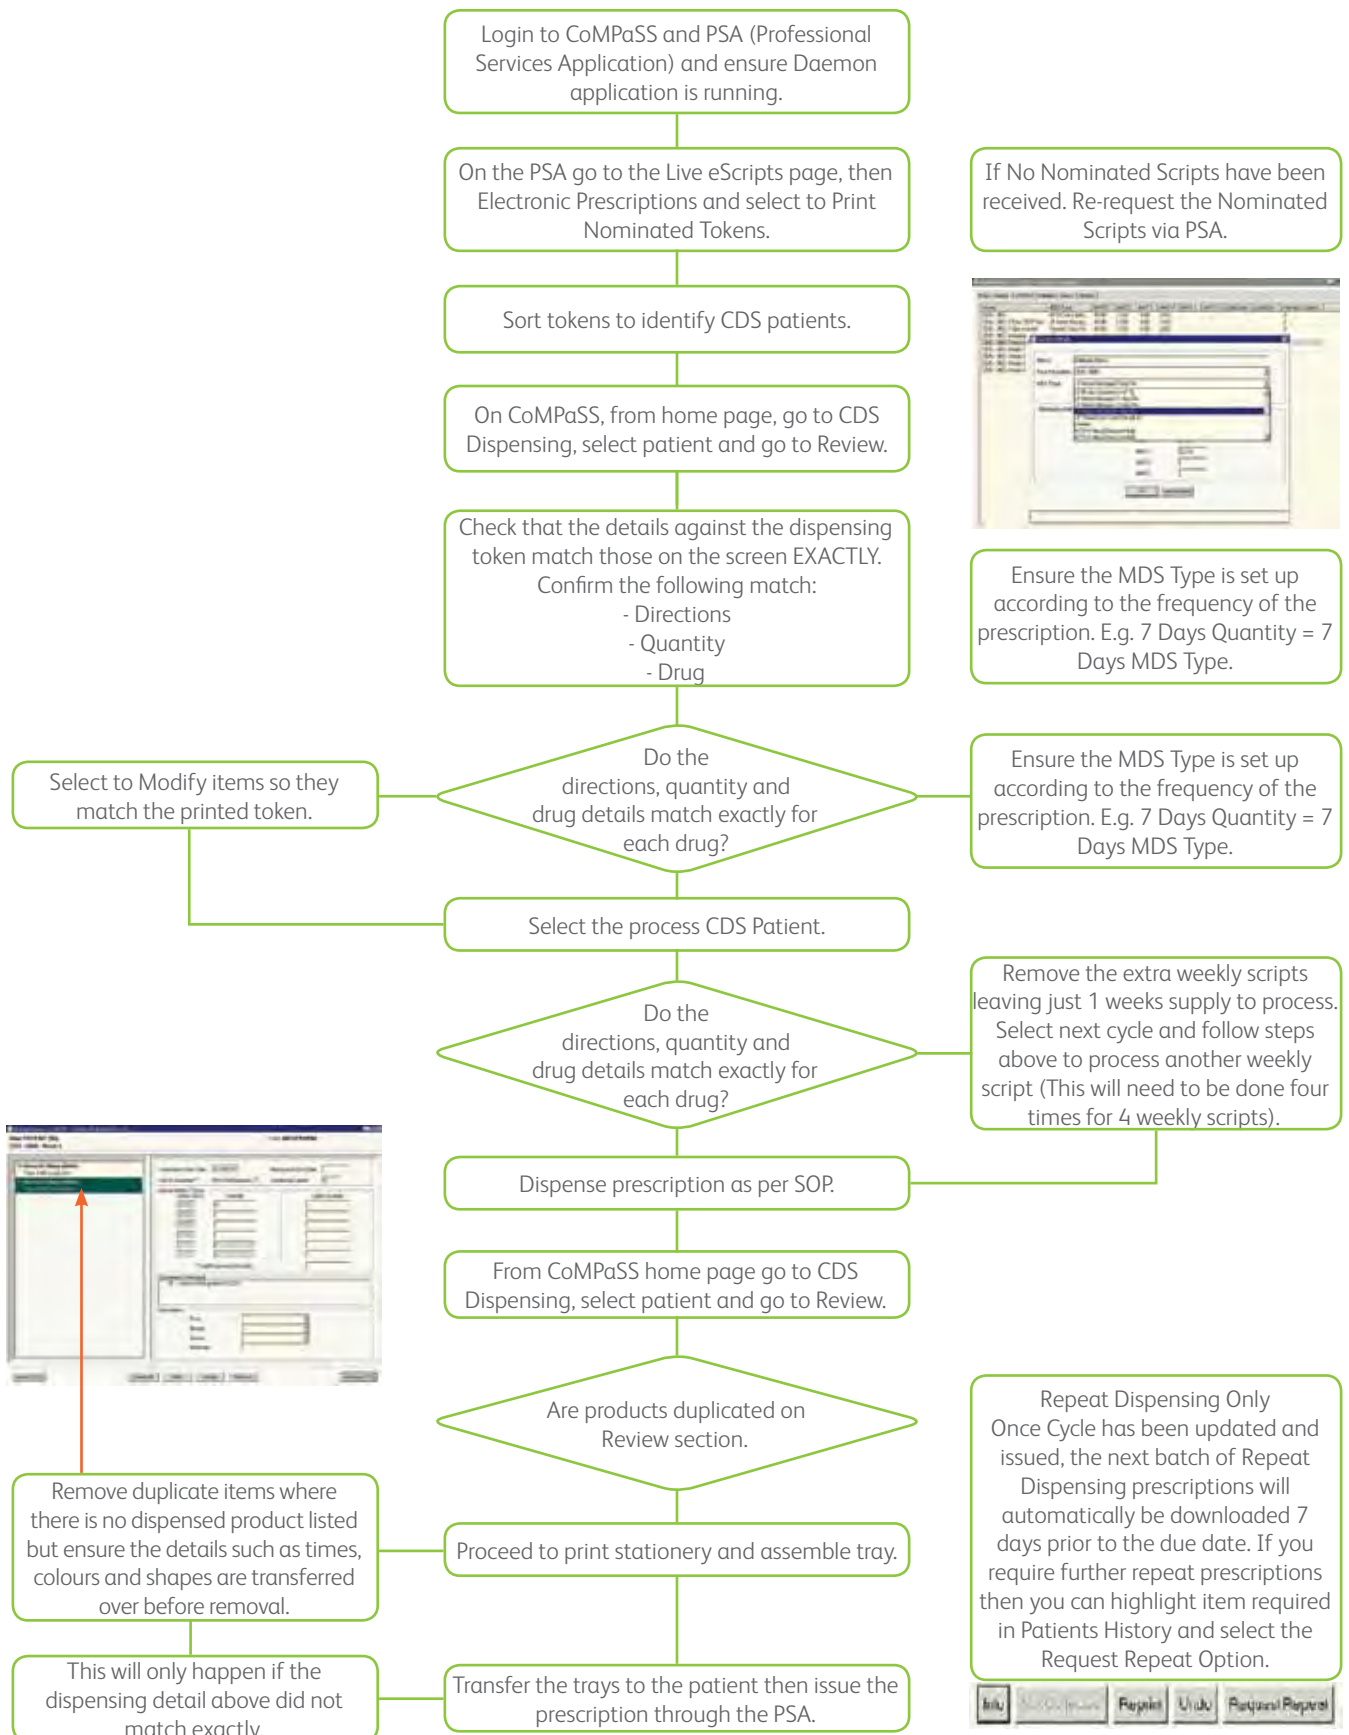 Login to CoMPaSS and PSA (Professional
Services Application) and ensure Daemon
application is running.
On the PSA go to the Live eScripts page, then
Electronic Prescriptions and select to Print
Nominated Tokens.
If No Nominated Scripts have been
received. Re-request the Nominated
Scripts via PSA.
Sort tokens to identify CDS patients.
On CoMPaSS, from home page, go to CDS
Dispensing, select patient and go to Review.
Check that the details against the dispensing
token match those on the screen EXACTLY.
Confirm the following match:
- Directions
- Quantity
- Drug
Ensure the MDS Type is set up
according to the frequency of the
prescription. E.g. 7 Days Quantity = 7
Days MDS Type.
Do the
directions, quantity and
drug details match exactly for
each drug?
Select to Modify items so they
match the printed token.
Ensure the MDS Type is set up
according to the frequency of the
prescription. E.g. 7 Days Quantity = 7
Days MDS Type.
Select the process CDS Patient.
Do the
directions, quantity and
drug details match exactly for
each drug?
Remove the extra weekly scripts
leaving just 1 weeks supply to process.
Select next cycle and follow steps
above to process another weekly
script (This will need to be done four
times for 4 weekly scripts).
Dispense prescription as per SOP.
From CoMPaSS home page go to CDS
Dispensing, select patient and go to Review.
Are products duplicated on
Review section.
Remove duplicate items where
there is no dispensed product listed
but ensure the details such as times,
colours and shapes are transferred
over before removal.
Proceed to print stationery and assemble tray.
Repeat Dispensing Only
Once Cycle has been updated and
issued, the next batch of Repeat
Dispensing prescriptions will
automatically be downloaded 7
days prior to the due date. If you
require further repeat prescriptions
then you can highlight item required
in Patients History and select the
Request Repeat Option.
This will only happen if the
dispensing detail above did not
match exactly.
Transfer the trays to the patient then issue the
prescription through the PSA.
Info Reprint Undo Request Repeat